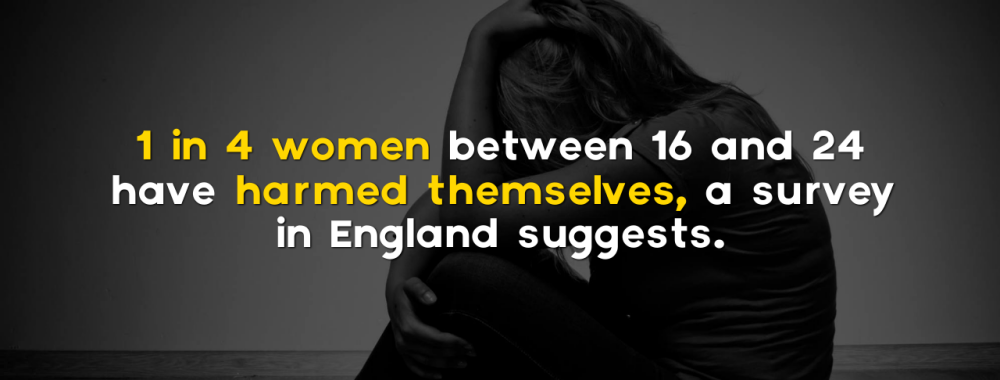 1 in 4 women between 16 and 24
have harmed themselves, a survey
in England suggests.